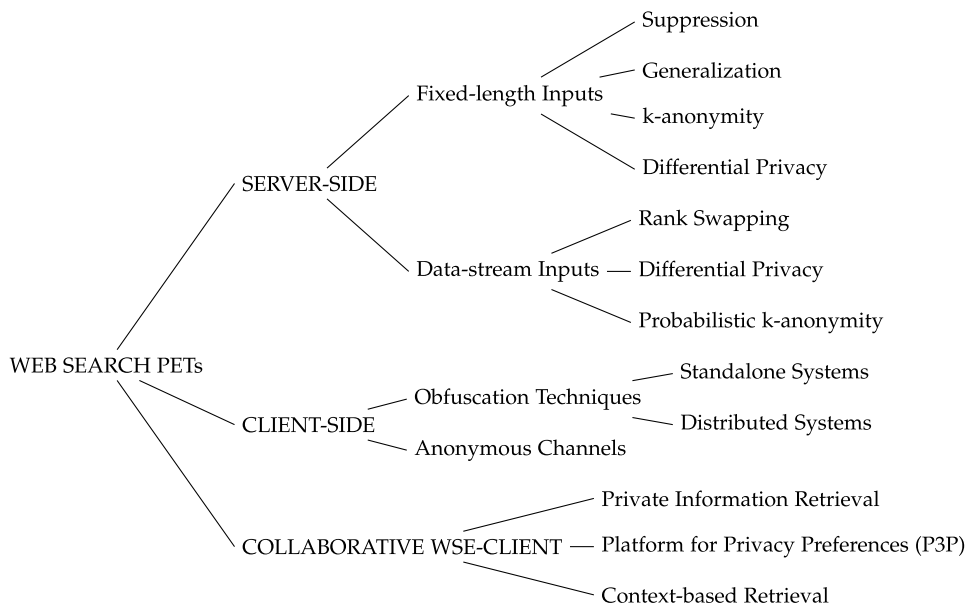 Suppression
Generalization
Fixed-length Inputs
k-anonymity
Differential Privacy
SERVER-SIDE
Rank Swapping
Data-stream Inputs
Differential Privacy
Probabilistic k-anonymity
WEB SEARCH PETs
Standalone Systems
Obfuscation Techniques
Distributed Systems
CLIENT-SIDE
Anonymous Channels
Private Information Retrieval
COLLABORATIVE WSE-CLIENT
Platform for Privacy Preferences (P3P)
Context-based Retrieval